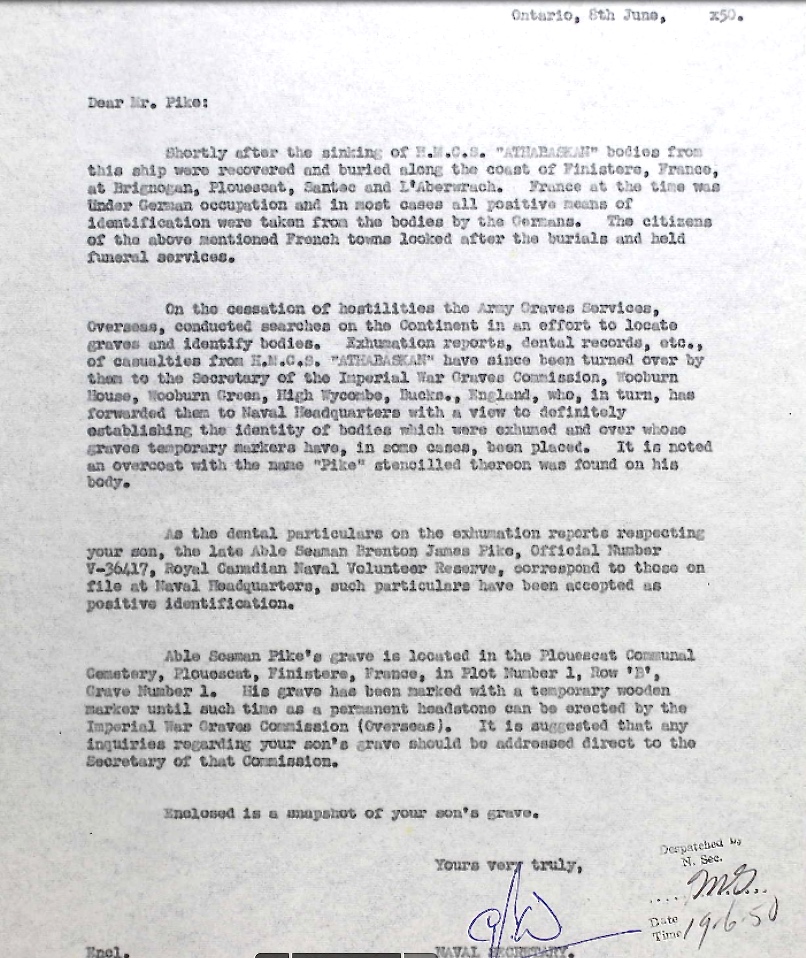 Ontario, 8th June, x50.
Dear Mr. Pike:
Shortly after the sinking of H.M.C.S. "ATHABASKAN" bodies from
this ship were recovered and buried along the coast of Finistere, France,
at Brignogan, Plouescat, Santec and L'Aberwrach. France at the time was
under German occupation and in most cases all positive means of
identification were taken from the bodies by the Germans. The citizens
of the above mentioned French towns looked after the burials and held
funeral services.
On the cessation of hostilities the Army Graves Services,
Overseas, conducted searches on the Continent in an effort to locate
graves and identify bodies. Exhumation reports, dental records, etc.,
of casualties from H.M.C.S. "ATHABASKAN" have since been turned over by
them to the Secretary of the Imperial War Graves Commission, Wooburn
House, Wooburn Green, High Wycombe, Bucks., England, who, in turn, has
forwarded them to Naval Headquarters with a view to definitely
establishing the identity of bodies which were exhumed and over whose
graves temporary markers have, in some cases, been placed. It is noted
an overcoat with the name "Pike" stencilled thereon was found on his
body.
As the dental particulars on the exhumation reports respecting
your son, the late Able Seaman Brenton James Pike, Official Number
V-36417, Royal Canadian Naval Volunteer Reserve, correspond to those on
file at Naval Headquarters, such particulars have been accepted as
positive identification.
Able Seaman Pike's grave is located in the Plouescat Communal
Cemetery, Plouescat, Finistere, France, in Plot Number 1, Row 'B',
Grave Number 1. His grave has been marked with a temporary wooden
marker until such time as a permanent headstone can be erected by the
Imperial War Graves Commission (Overseas). It is suggested that any
inquiries regarding your son's grave should be addressed direct to the
Secretary of that Commission.
Enclosed is a snapshot of your son's grave.
Yours very truly,
Despatched by
N. Sec.
Date
Time 19.6.50
Encl.
NAVAL SECRETARY.